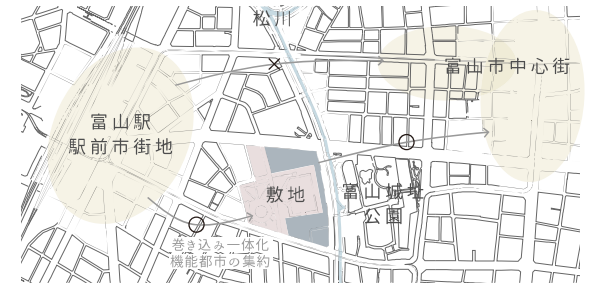 松川
富山市中心街
富山駅
駅前市街地
敷地
富山城址
公園
巻き込み一体化
機能都市の集約